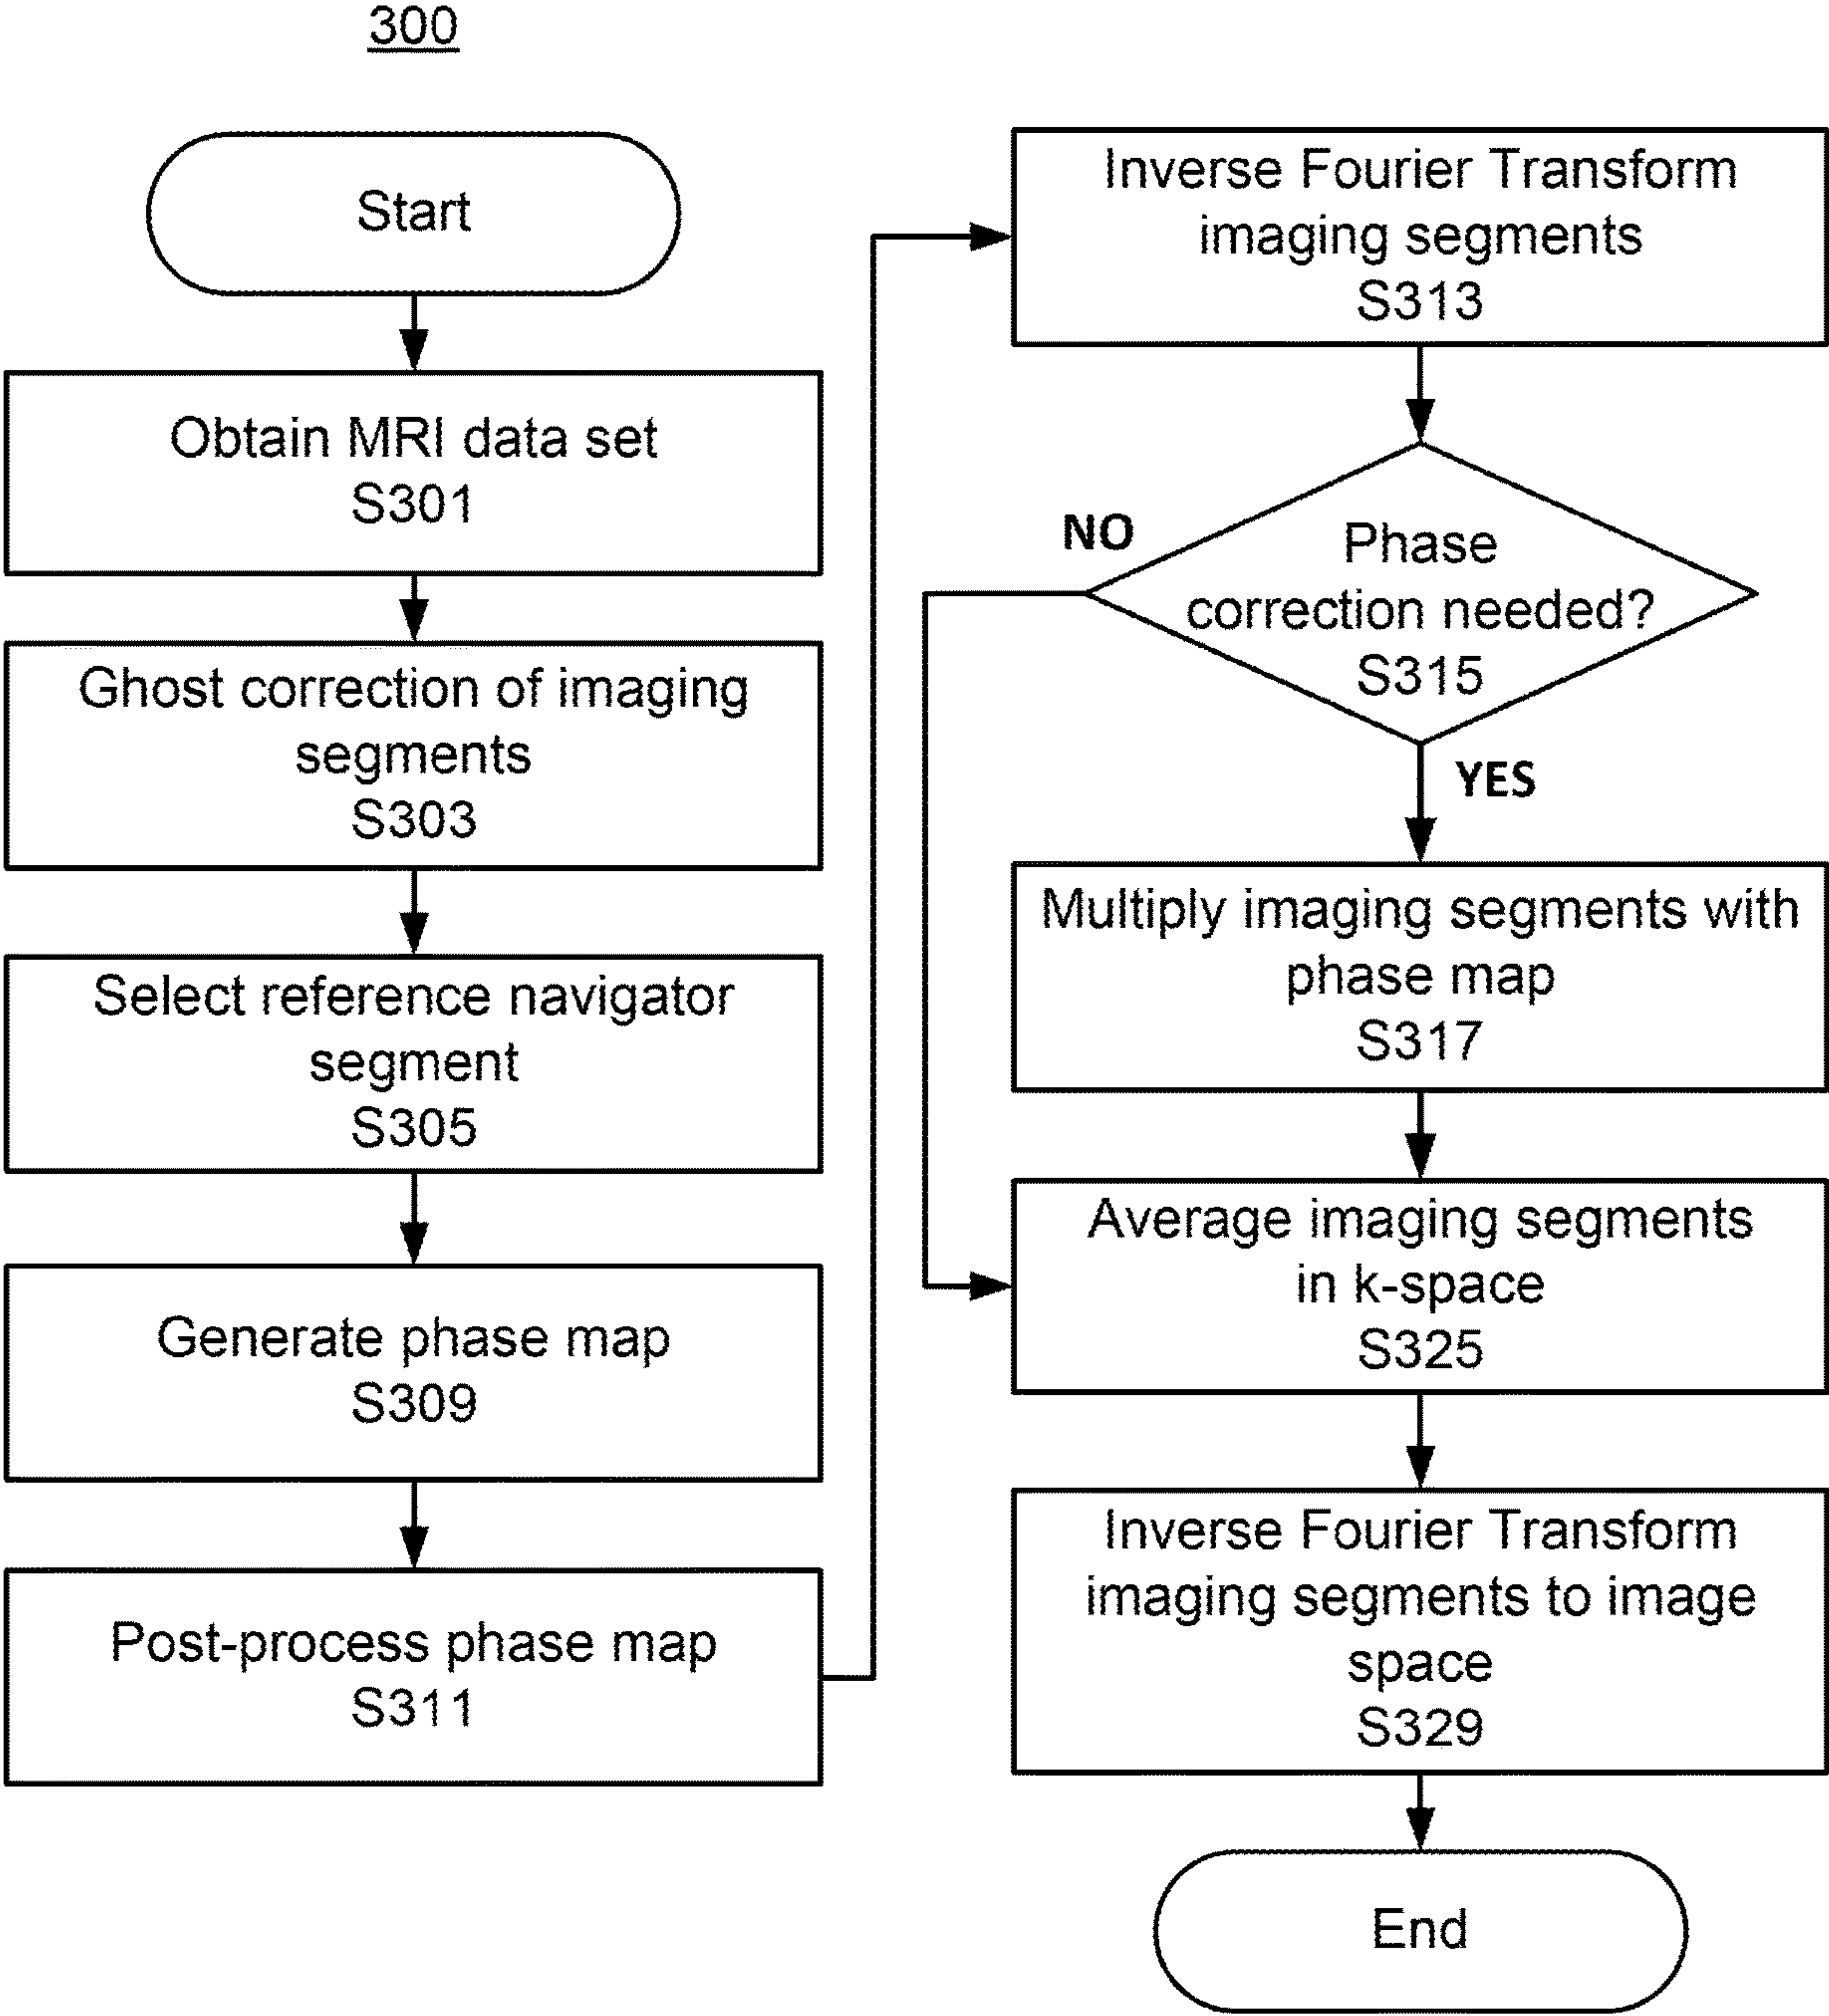 300
Start
Obtain MRI data set
S301
Ghost correction of imaging
segments
S303
Select reference navigator
segment
S305
Generate phase map
S309
Post-process phase map
S311
Inverse Fourier Transform
imaging segments
S313
Phase
correction needed?
S315
NO
YES
Multiply imaging segments with
phase map
S317
Average imaging segments
in k-space
S325
Inverse Fourier Transform
imaging segments to image
space
S329
End